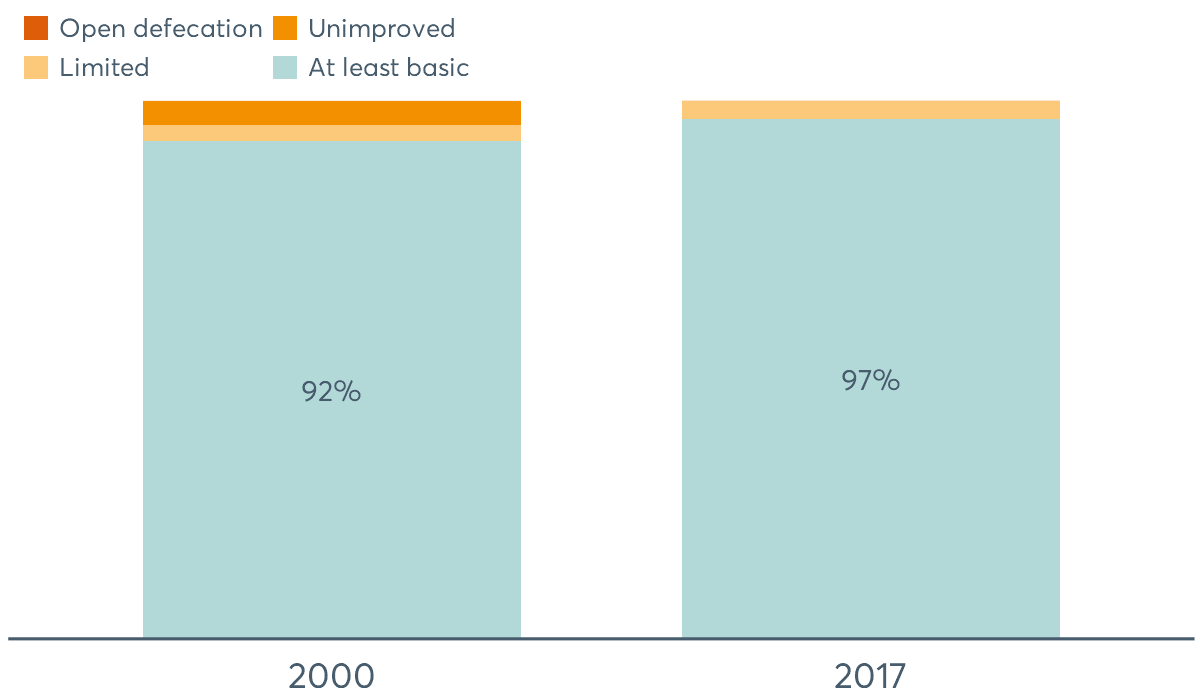 Open defecation Unimproved
Limited At least basic
92%
97%
2000 2017